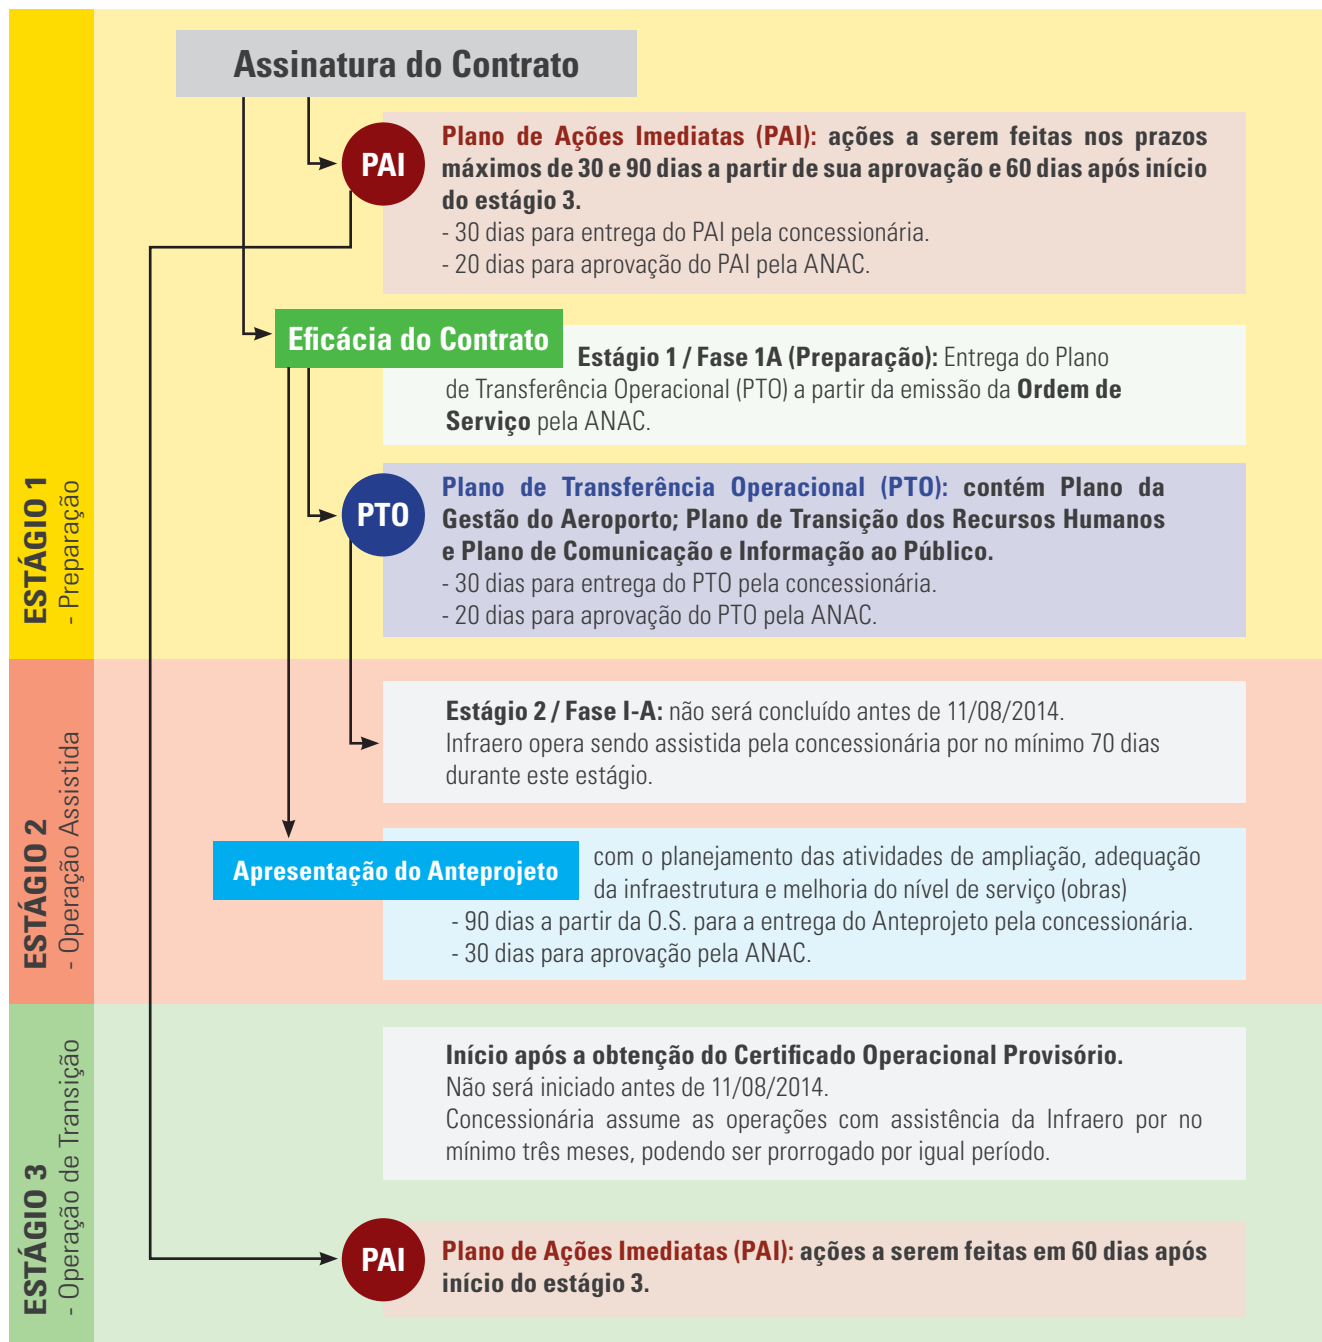 Assinatura do Contrato
PAI
Plano de Ações Imediatas (PAI): ações a serem feitas nos prazos
máximos de 30 e 90 dias a partir de sua aprovação e 60 dias após início
do estágio 3.
- 30 dias para entrega do PAI pela concessionária.
- 20 dias para aprovação do PAI pela ANAC.
Eficácia do Contrato
Estágio 1 / Fase 1A (Preparação): Entrega do Plano
de Transferência Operacional (PTO) a partir da emissão da Ordem de
Serviço pela ANAC.
ESTÁGIO 1
- Preparação
PTO
Plano de Transferência Operacional (PTO): contém Plano da
Gestão do Aeroporto; Plano de Transição dos Recursos Humanos
e Plano de Comunicação e Informação ao Público.
- 30 dias para entrega do PTO pela concessionária.
- 20 dias para aprovação do PTO pela ANAC.
ESTÁGIO 2
- Operação Assistida
Estágio 2 / Fase I-A: não será concluído antes de 11/08/2014.
Infraero opera sendo assistida pela concessionária por no mínimo 70 dias
durante este estágio.
Apresentação do Anteprojeto
com o planejamento das atividades de ampliação, adequação
da infraestrutura e melhoria do nível de serviço (obras)
- 90 dias a partir da O.S. para a entrega do Anteprojeto pela concessionária.
- 30 dias para aprovação pela ANAC.
ESTÁGIO 3
- Operação de Transição
Início após a obtenção do Certificado Operacional Provisório.
Não será iniciado antes de 11/08/2014.
Concessionária assume as operações com assistência da Infraero por no
mínimo três meses, podendo ser prorrogado por igual período.
PAI
Plano de Ações Imediatas (PAI): ações a serem feitas em 60 dias após
início do estágio 3.